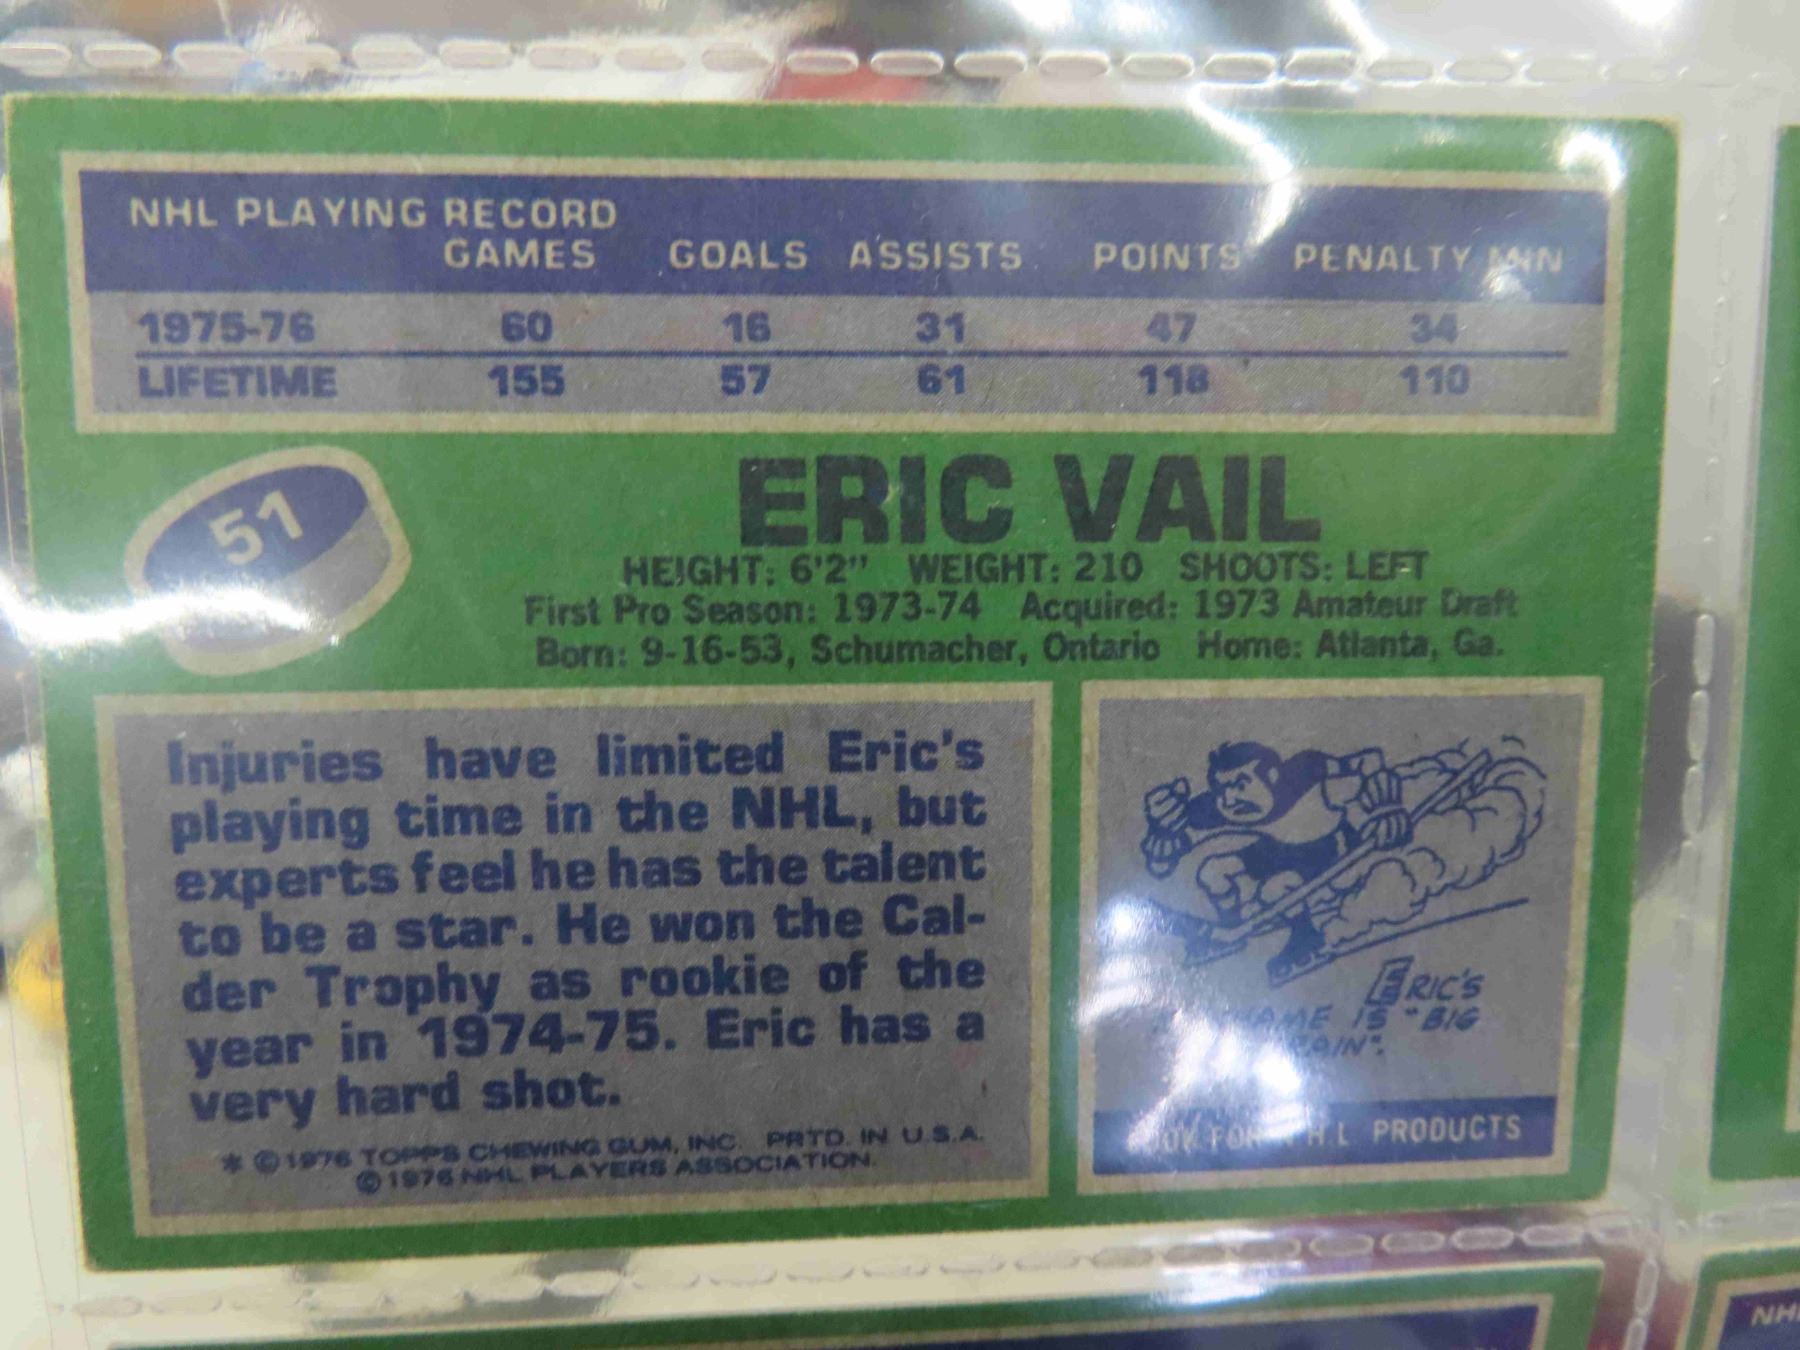 NHL PLAYING RECORD
GAMES GOALS ASSISTS POINTS PENALTY MIN
1975-76 60 16 31 47 34
LIFETIME 155 57 61 118 110
51
ERIC VAIL
HEIGHT: 6'2" WEIGHT: 210 SHOOTS: LEFT
First Pro Season: 1973-74 Acquired: 1973 Amateur Draft
Born: 9-16-53, Schumacher, Ontario Home: Atlanta, Ga.
Injuries have limited Eric's
playing time in the NHL, but
experts feel he has the talent
to be a star. He won the Cal-
der Trophy as rookie of the
year in 1974-75. Eric has a
very hard shot.
* ©1976 TOPPS CHEWING GUM, INC. PRTD. IN U.S.A.
©1976 NHL PLAYERS ASSOCIATION.
ERIC'S
IS "BIG
PRODUCTS